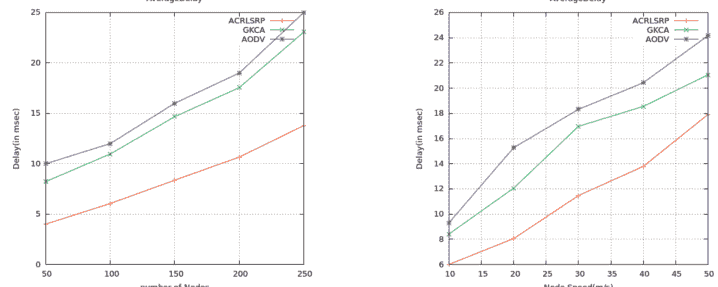 AverageDelay
25
20
15
10
5
0
Delay(in msec)
ACRLSRP
GKCA
AODV
50 100 150 200 250
number of Nodes
AverageDelay
26
24
22
20
18
16
14
12
10
8
6
Delay(in msec)
ACRLSRP
GKCA
AODV
10 15 20 25 30 35 40 45 50
Node Speed(m/s)